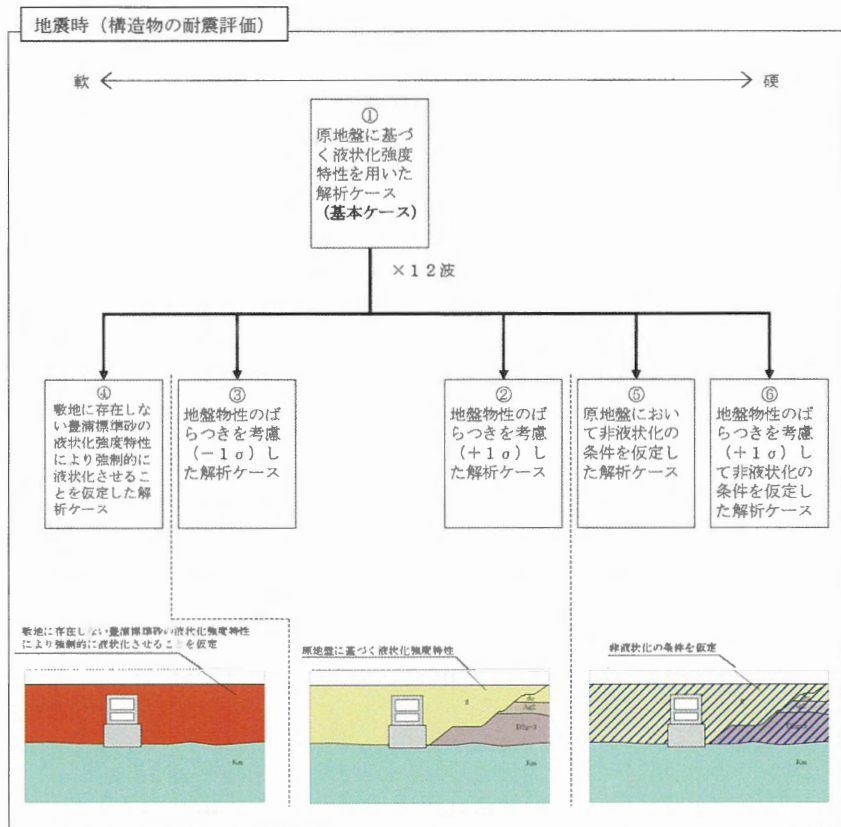 地震時（構造物の耐震評価）
軟
硬
①
原地盤に基づ
く液状化強度
特性を用いた
解析ケース
（基本ケース）
×１２波
④
敷地に存在しな
い豊浦標準砂の
液状化強度特性
により強制的に
液状化させるこ
とを仮定した解
析ケース
③
地盤物性のば
らつきを考慮
（－１σ）し
た解析ケース
②
地盤物性のば
らつきを考慮
（＋１σ）し
た解析ケース
⑤
原地盤におい
て非液状化の
条件を仮定し
た解析ケース
⑥
地盤物性のば
らつきを考慮
（＋１σ）し
て非液状化の
条件を仮定し
た解析ケース
敷地に存在しない豊浦標準砂の液状化強度特性
により強制的に液状化させることを仮定
Km
原地盤に基づく液状化強度特性
Ag2
D2g-3
Km
非液状化の条件を仮定
Km